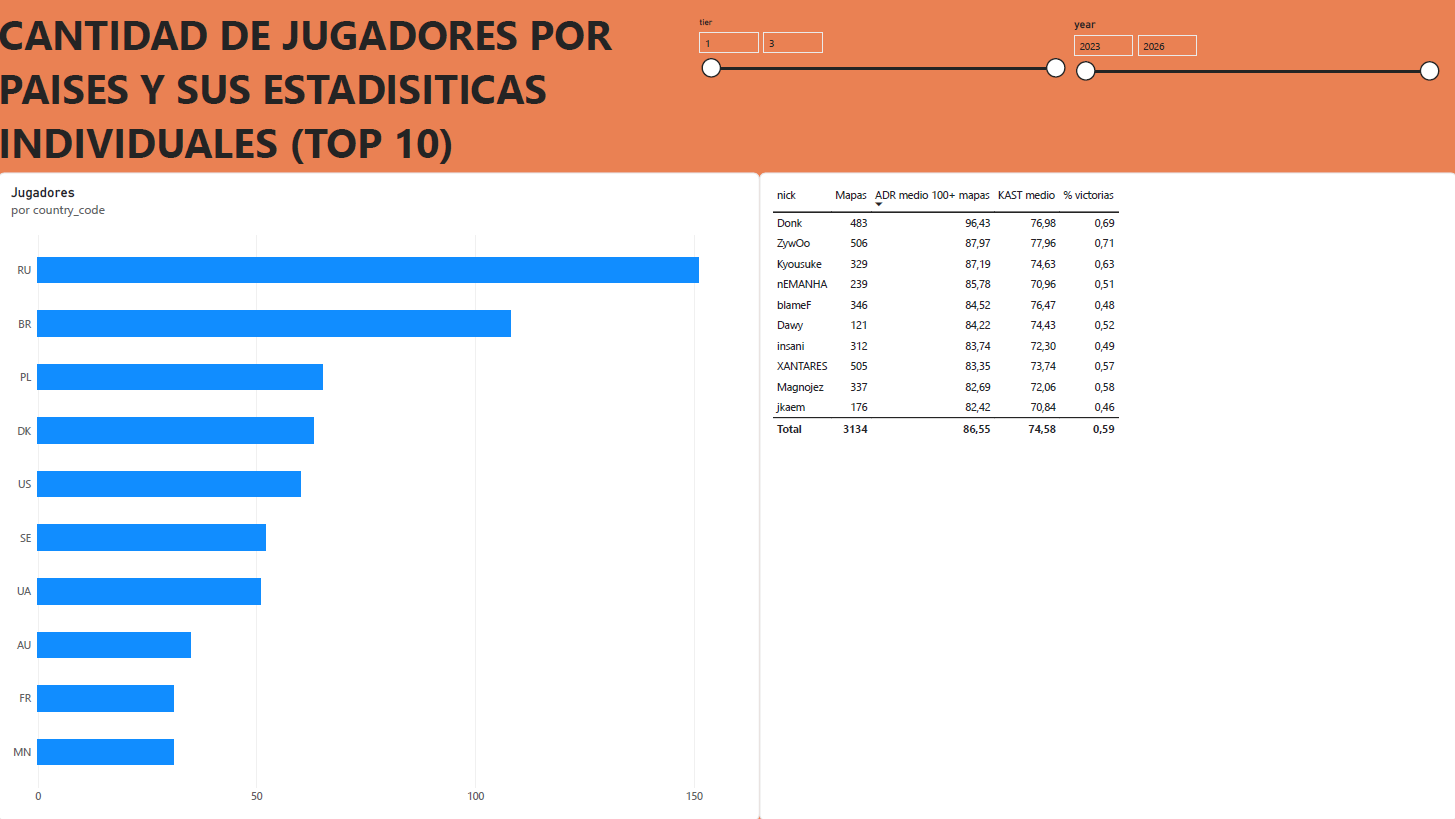 CANTIDAD DE JUGADORES POR
PAISES Y SUS ESTADISITICAS
INDIVIDUALES (TOP 10)
tier
1 3
year
2023 2026
Jugadores
por country_code
RU
BR
PL
DK
US
SE
UA
AU
FR
MN
0 50 100 150
nick Mapas ADR medio 100+ mapas KAST medio % victorias
Donk 483 96,43 76,98 0,69
ZywOo 506 87,97 77,96 0,71
Kyousuke 329 87,19 74,63 0,63
nEMANHA 239 85,78 70,96 0,51
blameF 346 84,52 76,47 0,48
Dawy 121 84,22 74,43 0,52
insani 312 83,74 72,30 0,49
XANTARES 505 83,35 73,74 0,57
Magnojez 337 82,69 72,06 0,58
jkaem 176 82,42 70,84 0,46
Total 3134 86,55 74,58 0,59